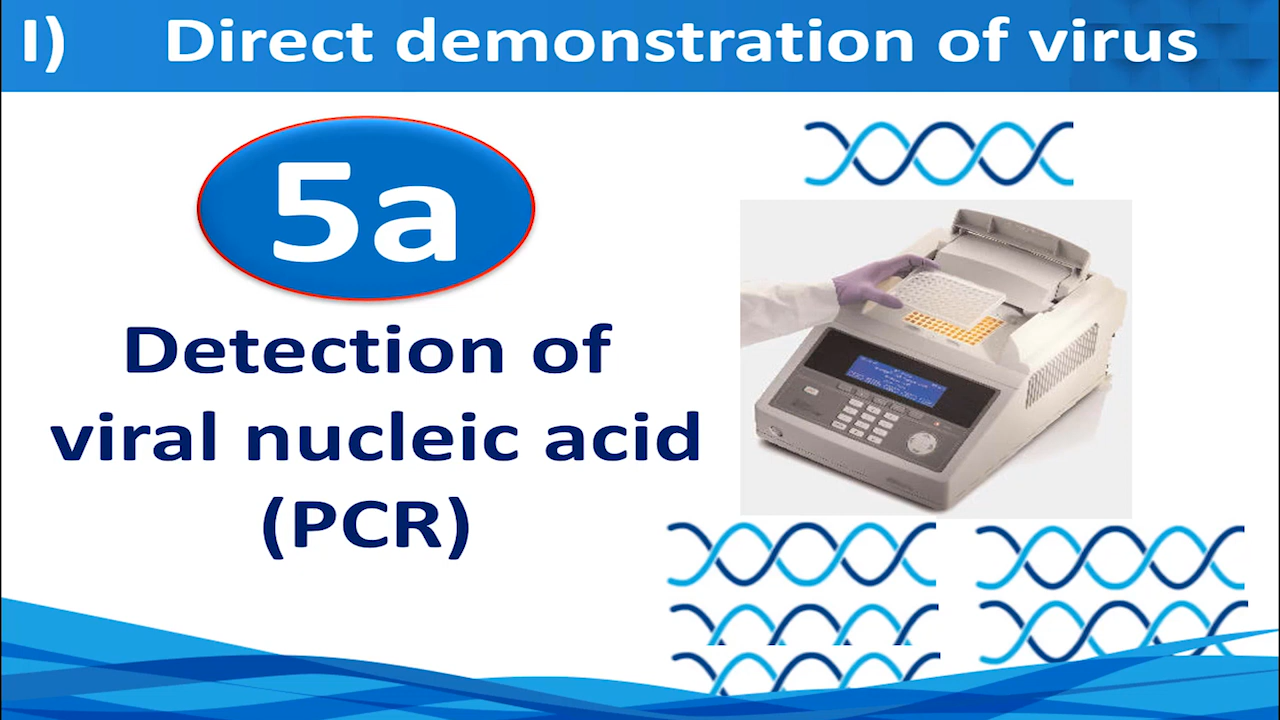 I) Direct demonstration of virus
5a
Detection of
viral nucleic acid
(PCR)